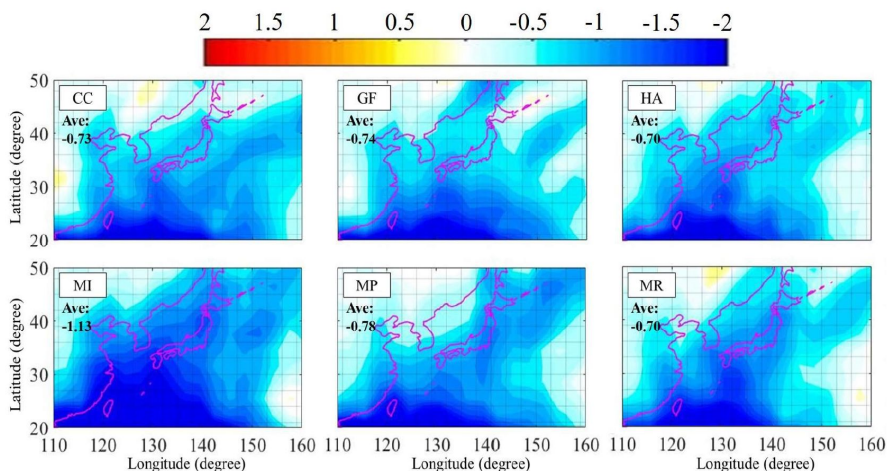 2 1.5 1 0.5 0 -0.5 -1 -1.5 -2
50 CC GF HA
Ave: Ave: Ave:
-0.73 -0.74 -0.70
40
30
20
Latitude (degree)
50 MI MP MR
Ave: Ave: Ave:
-1.13 -0.78 -0.70
40
30
20
Latitude (degree)
110 120 130 140 150 160 110 120 130 140 150 160 110 120 130 140 150 160
Longitude (degree) Longitude (degree) Longitude (degree)